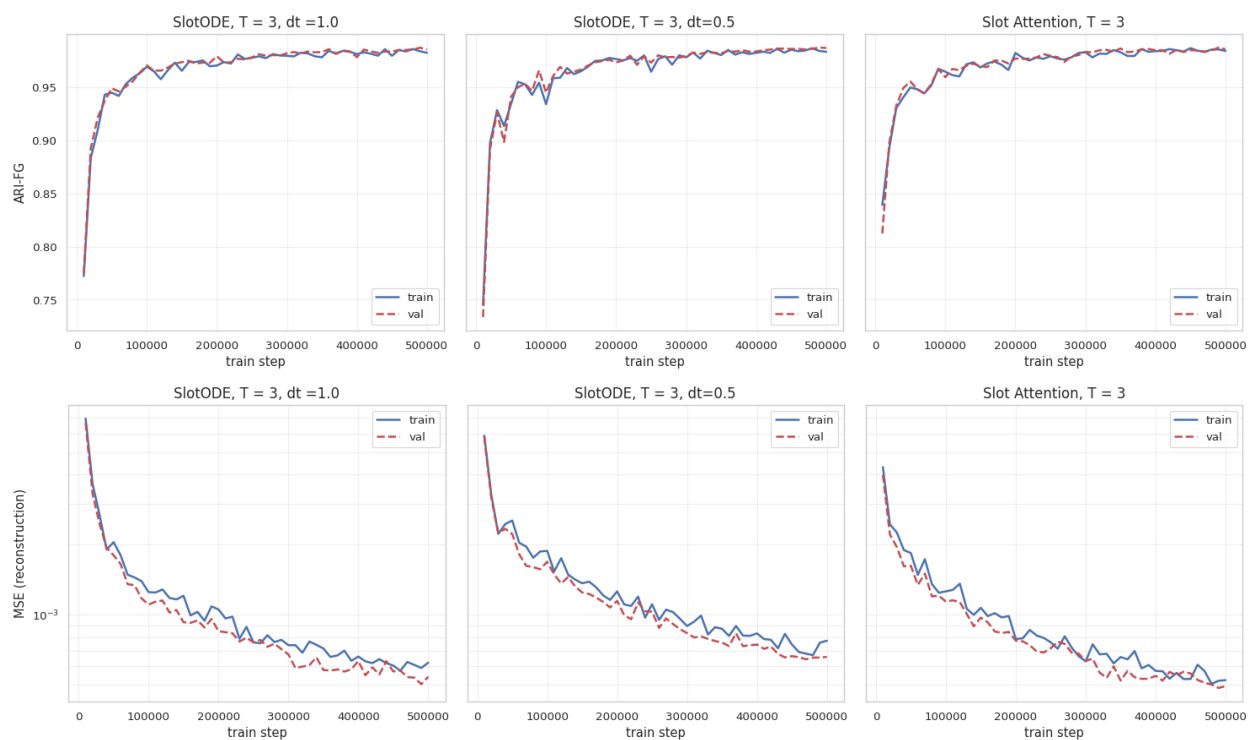 SlotODE, T = 3, dt =1.0
SlotODE, T = 3, dt=0.5
Slot Attention, T = 3
ARI-FG
0.95
0.90
0.85
0.80
0.75
train
val
train
val
train
val
0 100000 200000 300000 400000 500000
0 100000 200000 300000 400000 500000
0 100000 200000 300000 400000 500000
train step
train step
train step
SlotODE, T = 3, dt =1.0
SlotODE, T = 3, dt=0.5
Slot Attention, T = 3
train
val
train
val
train
val
MSE (reconstruction)
10⁻³
0 100000 200000 300000 400000 500000
0 100000 200000 300000 400000 500000
0 100000 200000 300000 400000 500000
train step
train step
train step